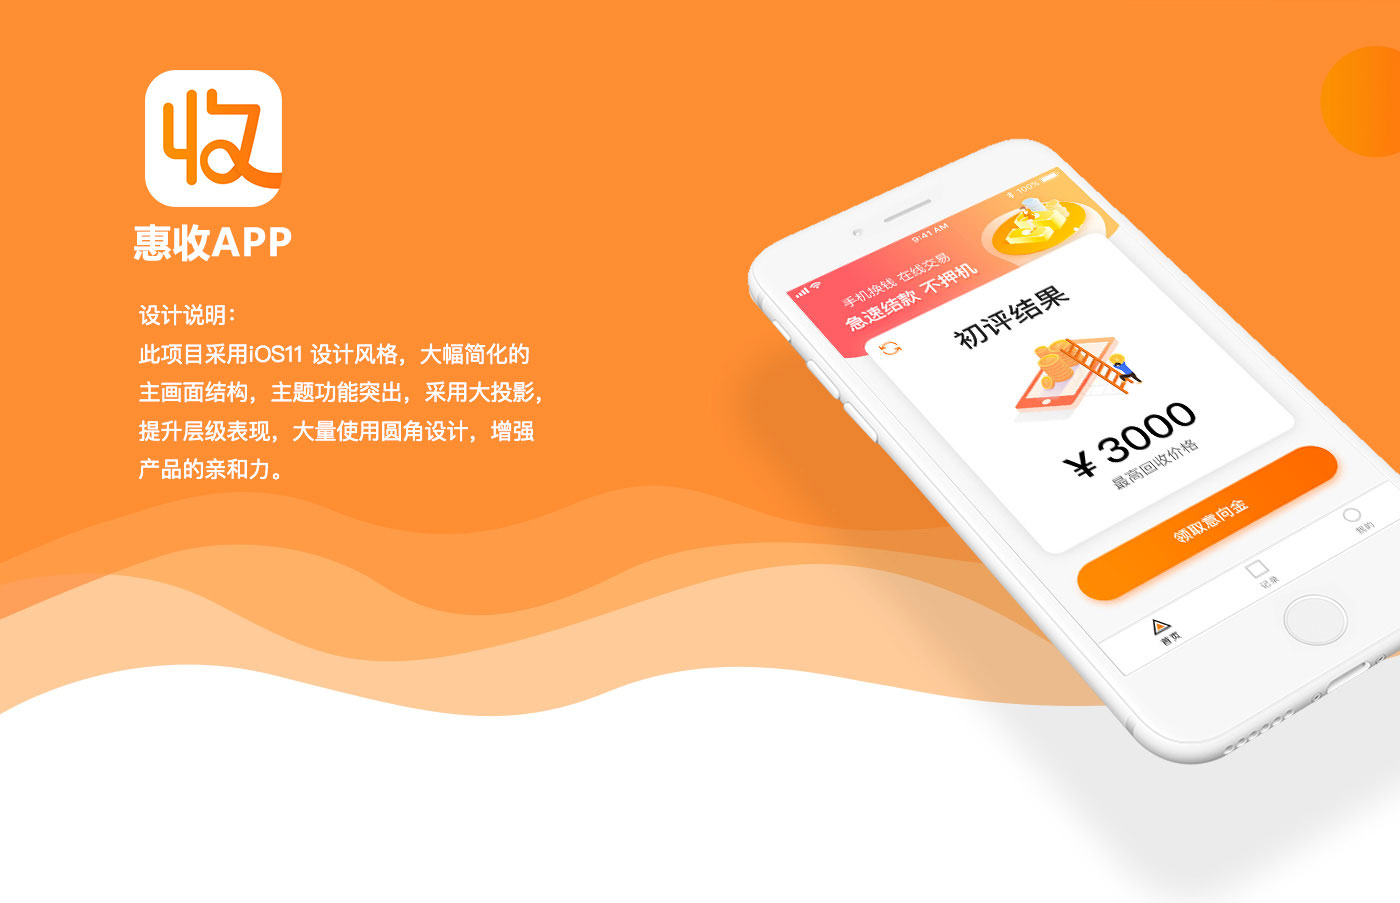 收
惠收APP
设计说明：
此项目采用iOS11 设计风格，大幅简化的
主画面结构，主题功能突出，采用大投影，
提升层级表现，大量使用圆角设计，增强
产品的亲和力。
9:41 AM
100%
手机换钱 在线交易
急速结款 不押机
初评结果
￥3000
最高回收价格
领取意向金
首页
记录
我的